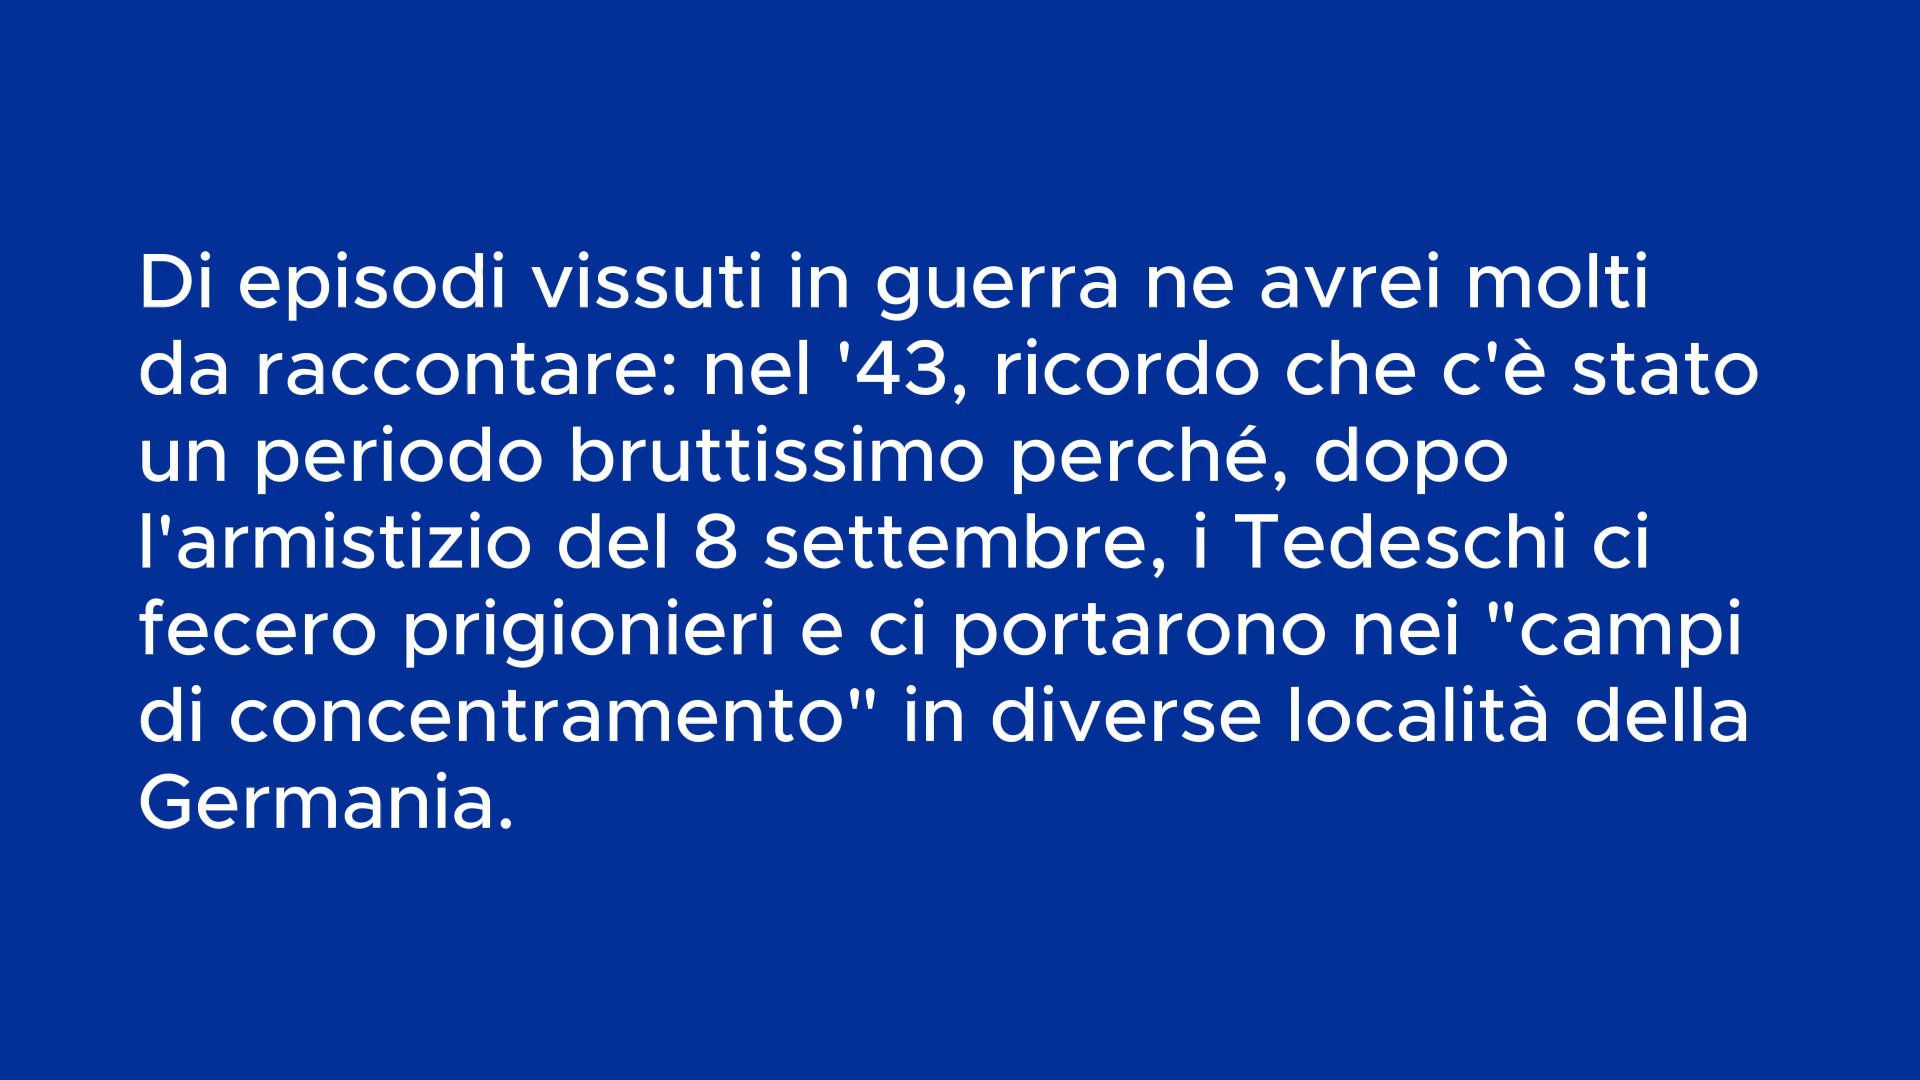 Di episodi vissuti in guerra ne avrei molti
da raccontare: nel '43, ricordo che c'è stato
un periodo bruttissimo perché, dopo
l'armistizio del 8 settembre, i Tedeschi ci
fecero prigionieri e ci portarono nei "campi
di concentramento" in diverse località della
Germania.